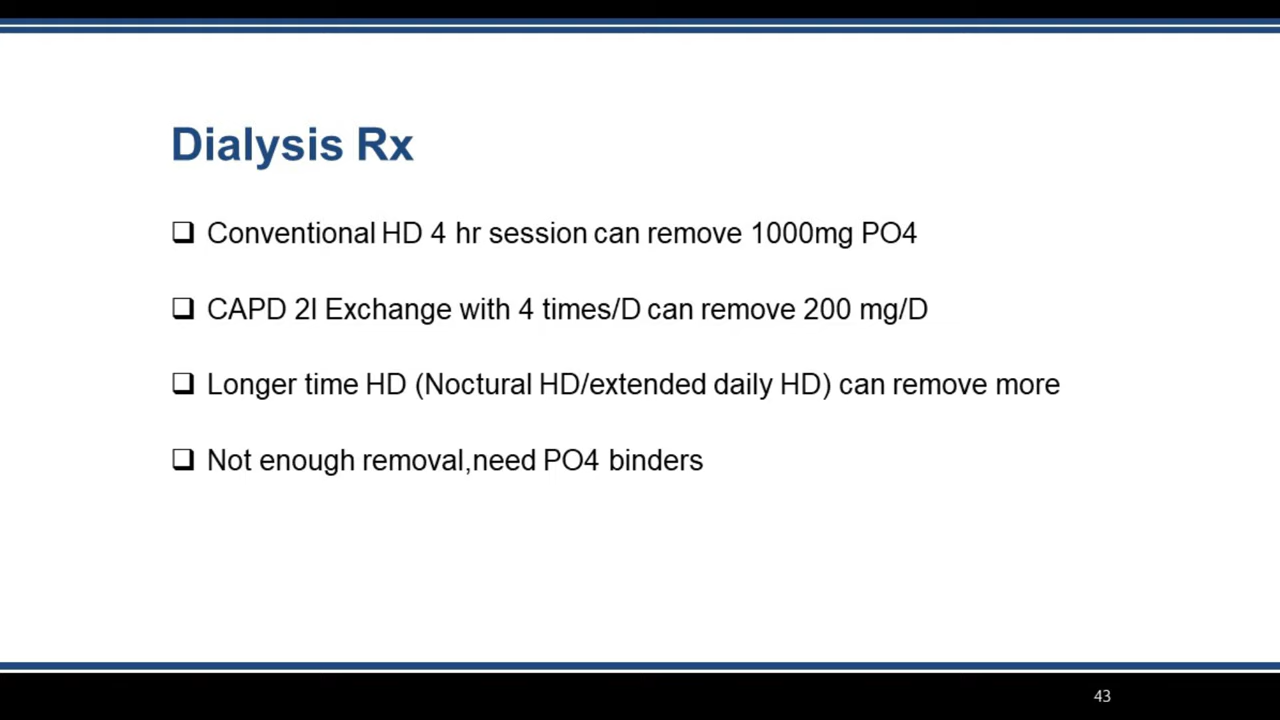 Dialysis Rx
Conventional HD 4 hr session can remove 1000mg PO4
CAPD 2l Exchange with 4 times/D can remove 200 mg/D
Longer time HD (Noctural HD/extended daily HD) can remove more
Not enough removal,need PO4 binders
43